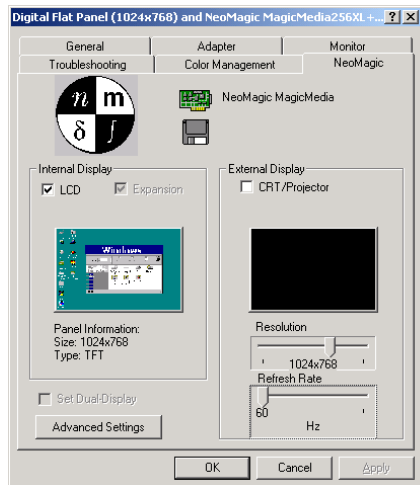 Digital Flat Panel (1024x768) and NeoMagic MagicMedia256XL+... ? X
General Adapter Monitor
Troubleshooting Color Management NeoMagic
n m
δ ∫
NeoMagic MagicMedia
Internal Display
LCD Expansion
Windows
Panel Information:
Size: 1024x768
Type: TFT
Set Dual-Display
Advanced Settings
External Display
CRT/Projector
Resolution
1024x768
Refresh Rate
60
Hz
OK Cancel Apply